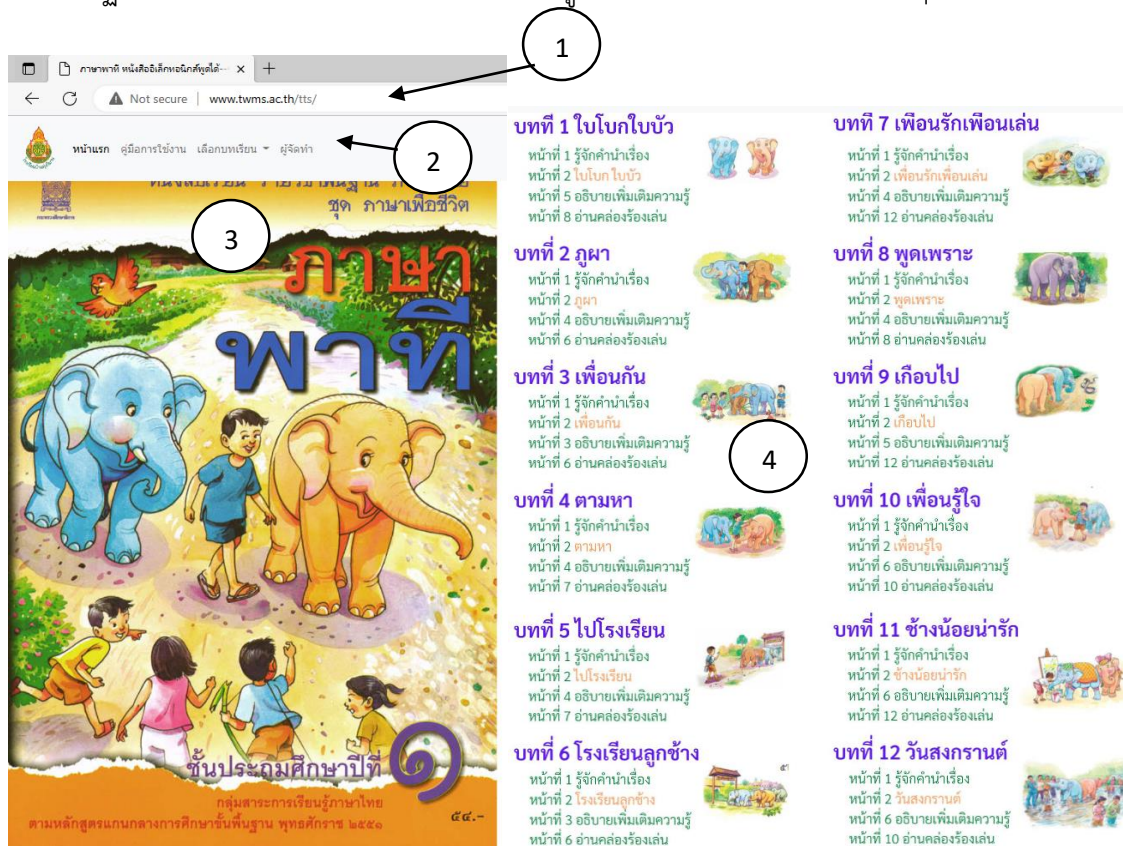 1
ภาษาพาที หนังสืออิเล็กทอนิกส์พูดได้
Not secure | www.twms.ac.th/tts/
หน้าแรก คู่มือการใช้งาน เลือกบทเรียน ผู้จัดทำ
2
ชุด ภาษาเพื่อชีวิต
3
ภาษา
พาที
ชั้นประถมศึกษาปีที่ ๑
กลุ่มสาระการเรียนรู้ภาษาไทย
ตามหลักสูตรแกนกลางการศึกษาขั้นพื้นฐาน พุทธศักราช ๒๕๕๑
๕๔.-
บทที่ 1 ใบโบกใบบัว
หน้าที่ 1 รู้จักคำนำเรื่อง
หน้าที่ 2 ใบโบก ใบบัว
หน้าที่ 5 อธิบายเพิ่มเติมความรู้
หน้าที่ 8 อ่านคล่องร้องเล่น
บทที่ 2 ภูผา
หน้าที่ 1 รู้จักคำนำเรื่อง
หน้าที่ 2 ภูผา
หน้าที่ 4 อธิบายเพิ่มเติมความรู้
หน้าที่ 6 อ่านคล่องร้องเล่น
บทที่ 3 เพื่อนกัน
หน้าที่ 1 รู้จักคำนำเรื่อง
หน้าที่ 2 เพื่อนกัน
หน้าที่ 3 อธิบายเพิ่มเติมความรู้
หน้าที่ 6 อ่านคล่องร้องเล่น
4
บทที่ 4 ตามหา
หน้าที่ 1 รู้จักคำนำเรื่อง
หน้าที่ 2 ตามหา
หน้าที่ 4 อธิบายเพิ่มเติมความรู้
หน้าที่ 7 อ่านคล่องร้องเล่น
บทที่ 5 ไปโรงเรียน
หน้าที่ 1 รู้จักคำนำเรื่อง
หน้าที่ 2 ไปโรงเรียน
หน้าที่ 4 อธิบายเพิ่มเติมความรู้
หน้าที่ 7 อ่านคล่องร้องเล่น
บทที่ 6 โรงเรียนลูกช้าง
หน้าที่ 1 รู้จักคำนำเรื่อง
หน้าที่ 2 โรงเรียนลูกช้าง
หน้าที่ 3 อธิบายเพิ่มเติมความรู้
หน้าที่ 6 อ่านคล่องร้องเล่น
บทที่ 7 เพื่อนรักเพื่อนเล่น
หน้าที่ 1 รู้จักคำนำเรื่อง
หน้าที่ 2 เพื่อนรักเพื่อนเล่น
หน้าที่ 4 อธิบายเพิ่มเติมความรู้
หน้าที่ 12 อ่านคล่องร้องเล่น
บทที่ 8 พูดเพราะ
หน้าที่ 1 รู้จักคำนำเรื่อง
หน้าที่ 2 พูดเพราะ
หน้าที่ 4 อธิบายเพิ่มเติมความรู้
หน้าที่ 8 อ่านคล่องร้องเล่น
บทที่ 9 เกือบไป
หน้าที่ 1 รู้จักคำนำเรื่อง
หน้าที่ 2 เกือบไป
หน้าที่ 5 อธิบายเพิ่มเติมความรู้
หน้าที่ 12 อ่านคล่องร้องเล่น
บทที่ 10 เพื่อนรู้ใจ
หน้าที่ 1 รู้จักคำนำเรื่อง
หน้าที่ 2 เพื่อนรู้ใจ
หน้าที่ 6 อธิบายเพิ่มเติมความรู้
หน้าที่ 10 อ่านคล่องร้องเล่น
บทที่ 11 ช้างน้อยน่ารัก
หน้าที่ 1 รู้จักคำนำเรื่อง
หน้าที่ 2 ช้างน้อยน่ารัก
หน้าที่ 6 อธิบายเพิ่มเติมความรู้
หน้าที่ 12 อ่านคล่องร้องเล่น
บทที่ 12 วันสงกรานต์
หน้าที่ 1 รู้จักคำนำเรื่อง
หน้าที่ 2 วันสงกรานต์
หน้าที่ 6 อธิบายเพิ่มเติมความรู้
หน้าที่ 10 อ่านคล่องร้องเล่น